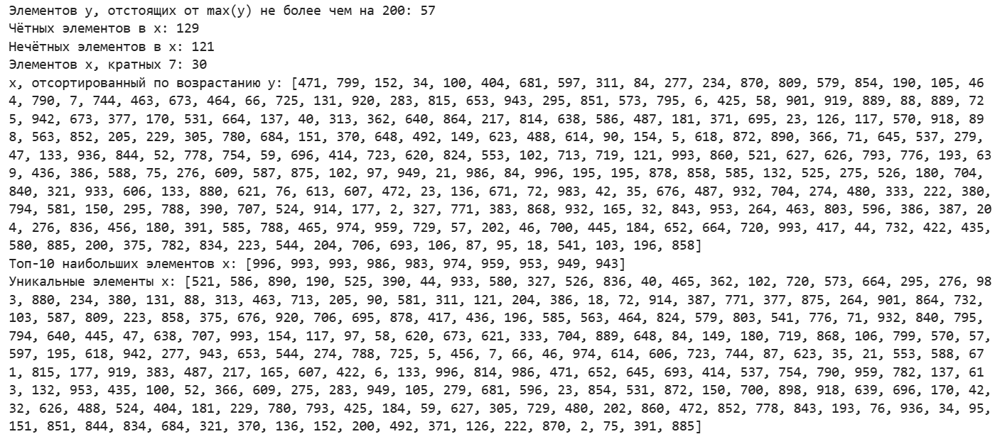 Элементов y, отстоящих от max(y) не более чем на 200: 57
Чётных элементов в x: 129
Нечётных элементов в x: 121
Элементов x, кратных 7: 30
x, отсортированный по возрастанию y: [471, 799, 152, 34, 100, 404, 681, 597, 311, 84, 277, 234, 870, 809, 579, 854, 190, 105, 46
4, 790, 7, 744, 463, 673, 464, 66, 725, 131, 920, 283, 815, 653, 943, 295, 851, 573, 795, 6, 425, 58, 901, 919, 889, 88, 889, 72
5, 942, 673, 377, 170, 531, 664, 137, 40, 313, 362, 640, 864, 217, 814, 638, 586, 487, 181, 371, 695, 23, 126, 117, 570, 918, 89
8, 563, 852, 205, 229, 305, 780, 684, 151, 370, 648, 492, 149, 623, 488, 614, 90, 154, 5, 618, 872, 890, 366, 71, 645, 537, 279,
47, 133, 936, 844, 52, 778, 754, 59, 696, 414, 723, 620, 824, 553, 102, 713, 719, 121, 993, 860, 521, 627, 626, 793, 776, 193, 63
9, 436, 386, 588, 75, 276, 609, 587, 875, 102, 97, 949, 21, 986, 84, 996, 195, 195, 878, 858, 585, 132, 525, 275, 526, 180, 704,
840, 321, 933, 606, 133, 880, 621, 76, 613, 607, 472, 23, 136, 671, 72, 983, 42, 35, 676, 487, 932, 704, 274, 480, 333, 222, 380,
794, 581, 150, 295, 788, 390, 707, 524, 914, 177, 2, 327, 771, 383, 868, 932, 165, 32, 843, 953, 264, 463, 803, 596, 386, 387, 20
4, 276, 836, 456, 180, 391, 585, 788, 465, 974, 959, 729, 57, 202, 46, 700, 445, 184, 652, 664, 720, 993, 417, 44, 732, 422, 435,
580, 885, 200, 375, 782, 834, 223, 544, 204, 706, 693, 106, 87, 95, 18, 541, 103, 196, 858]
Топ-10 наибольших элементов x: [996, 993, 993, 986, 983, 974, 959, 953, 949, 943]
Уникальные элементы x: [521, 586, 890, 190, 525, 390, 44, 933, 580, 327, 526, 836, 40, 465, 362, 102, 720, 573, 664, 295, 276, 98
3, 880, 234, 380, 131, 88, 313, 463, 713, 205, 90, 581, 311, 121, 204, 386, 18, 72, 914, 387, 771, 377, 875, 264, 901, 864, 732,
103, 587, 809, 223, 858, 375, 676, 920, 706, 695, 878, 417, 436, 196, 585, 563, 464, 824, 579, 803, 541, 776, 71, 932, 840, 795,
794, 640, 445, 47, 638, 707, 993, 154, 117, 97, 58, 620, 673, 621, 333, 704, 889, 648, 84, 149, 180, 719, 868, 106, 799, 570, 57,
597, 195, 618, 942, 277, 943, 653, 544, 274, 788, 725, 5, 456, 7, 66, 46, 974, 614, 606, 723, 744, 87, 623, 35, 21, 553, 588, 67
1, 815, 177, 919, 383, 487, 217, 165, 607, 422, 6, 133, 996, 814, 986, 471, 652, 645, 693, 414, 537, 754, 790, 959, 782, 137, 61
3, 132, 953, 435, 100, 52, 366, 609, 275, 283, 949, 105, 279, 681, 596, 23, 854, 531, 872, 150, 700, 898, 918, 639, 696, 170, 42,
32, 626, 488, 524, 404, 181, 229, 780, 793, 425, 184, 59, 627, 305, 729, 480, 202, 860, 472, 852, 778, 843, 193, 76, 936, 34, 95,
151, 851, 844, 834, 684, 321, 370, 136, 152, 200, 492, 371, 126, 222, 870, 2, 75, 391, 885]